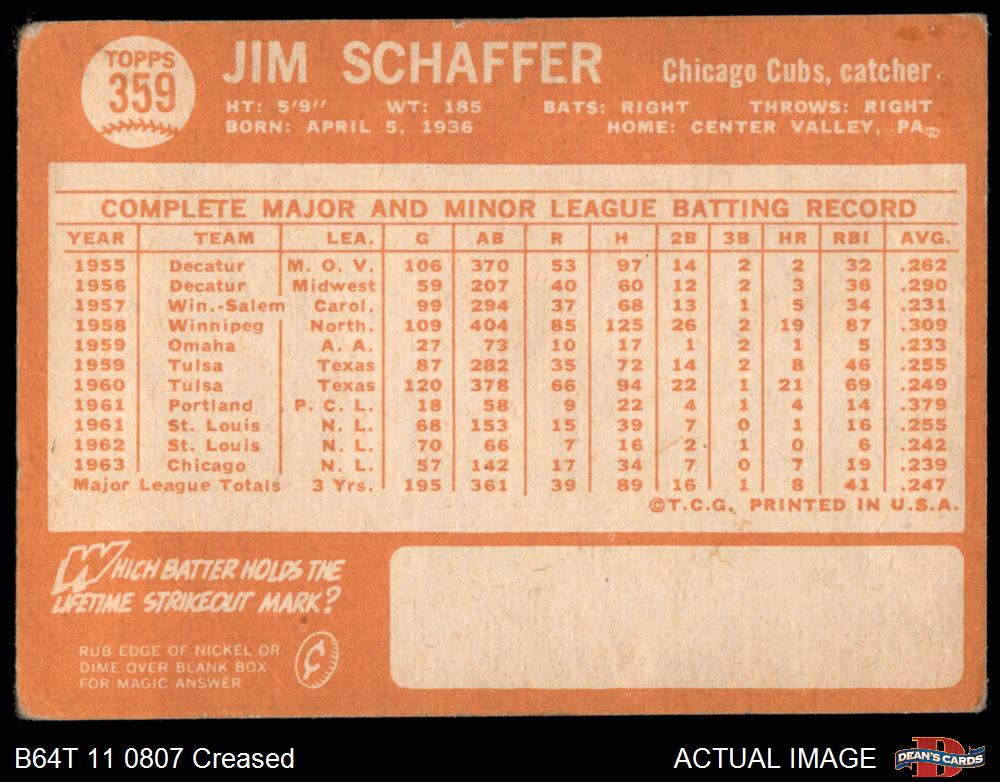 TOPPS
359
JIM SCHAFFER
Chicago Cubs, catcher
HT: 5'9" WT: 185 BATS: RIGHT THROWS: RIGHT
BORN: APRIL 5, 1936 HOME: CENTER VALLEY, PA.
COMPLETE MAJOR AND MINOR LEAGUE BATTING RECORD
YEAR TEAM LEA. G AB R H 2B 3B HR RBI AVG.
1955 Decatur M. O. V. 106 370 53 97 14 2 2 32 .262
1956 Decatur Midwest 59 207 40 60 12 2 3 36 .290
1957 Win.-Salem Carol. 99 294 37 68 13 1 5 34 .231
1958 Winnipeg North. 109 404 85 125 26 2 19 87 .309
1959 Omaha A. A. 27 73 10 17 1 2 1 5 .233
1959 Tulsa Texas 87 282 35 72 14 2 8 46 .255
1960 Tulsa Texas 120 378 66 94 22 1 21 69 .249
1961 Portland P. C. L. 18 58 9 22 4 1 4 14 .379
1961 St. Louis N. L. 68 153 15 39 7 0 1 16 .255
1962 St. Louis N. L. 70 66 7 16 2 1 0 6 .242
1963 Chicago N. L. 57 142 17 34 7 0 7 19 .239
Major League Totals 3 Yrs. 195 361 39 89 16 1 8 41 .247
©T.C.G. PRINTED IN U.S.A.
WHICH BATTER HOLDS THE
LIFETIME STRIKEOUT MARK?
RUB EDGE OF NICKEL OR
DIME OVER BLANK BOX
FOR MAGIC ANSWER
¢
B64T 11 0807 Creased
ACTUAL IMAGE
D
DEAN'S CARDS